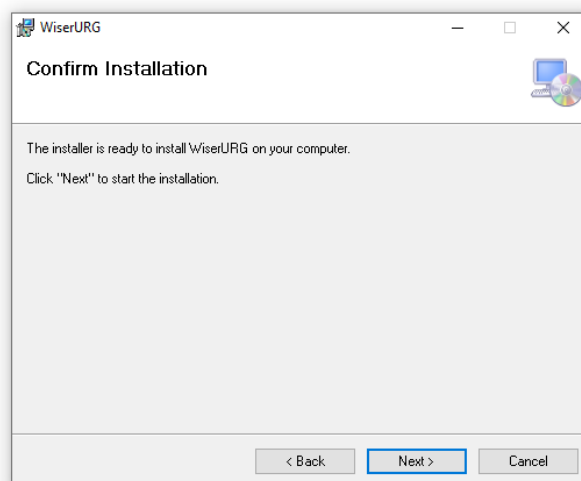 WiserURG
Confirm Installation
The installer is ready to install WiserURG on your computer.
Click "Next" to start the installation.
< Back
Next >
Cancel